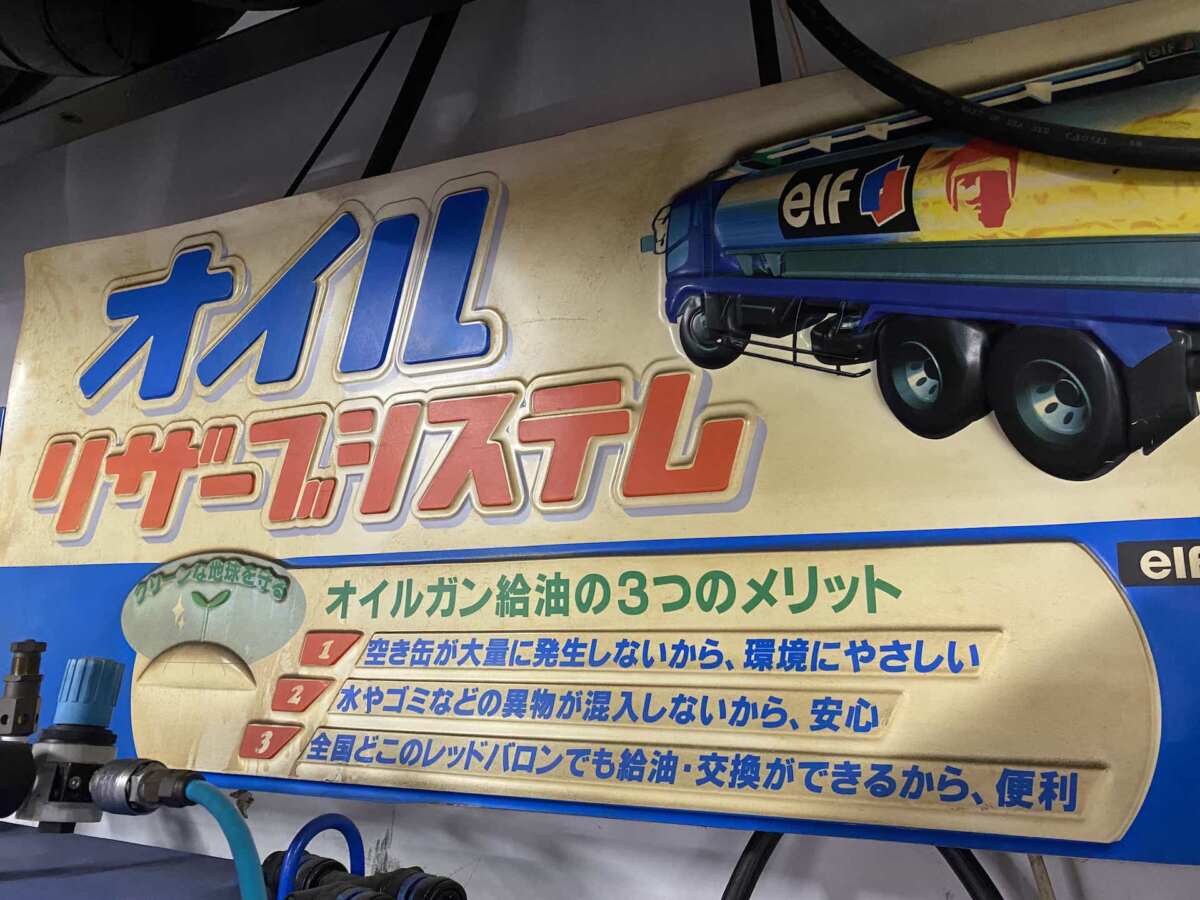 elf
elf
オイル
リザーブシステム
elf
クリーンな地球を守る
オイルガン給油の3つのメリット
1 空き缶が大量に発生しないから、環境にやさしい
2 水やゴミなどの異物が混入しないから、安心
3 全国どこのレッドバロンでも給油・交換ができるから、便利